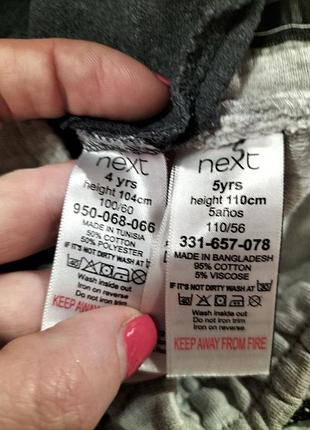 next
4 yrs
height 104cm
100/60
950-068-066
MADE IN TUNISIA
50% COTTON
50% POLYESTER
IF IT'S NOT DIRTY WASH AT
Wash inside out
Iron on reverse
Do not iron trim
KEEP AWAY
next
5yrs
height 110cm
5años
110/56
331-657-078
MADE IN BANGLADESH
95% COTTON
5% VISCOSE
IF IT'S NOT DIRTY WASH AT
Wash inside out
Iron on reverse
Do not iron trim
KEEP AWAY FROM FIRE